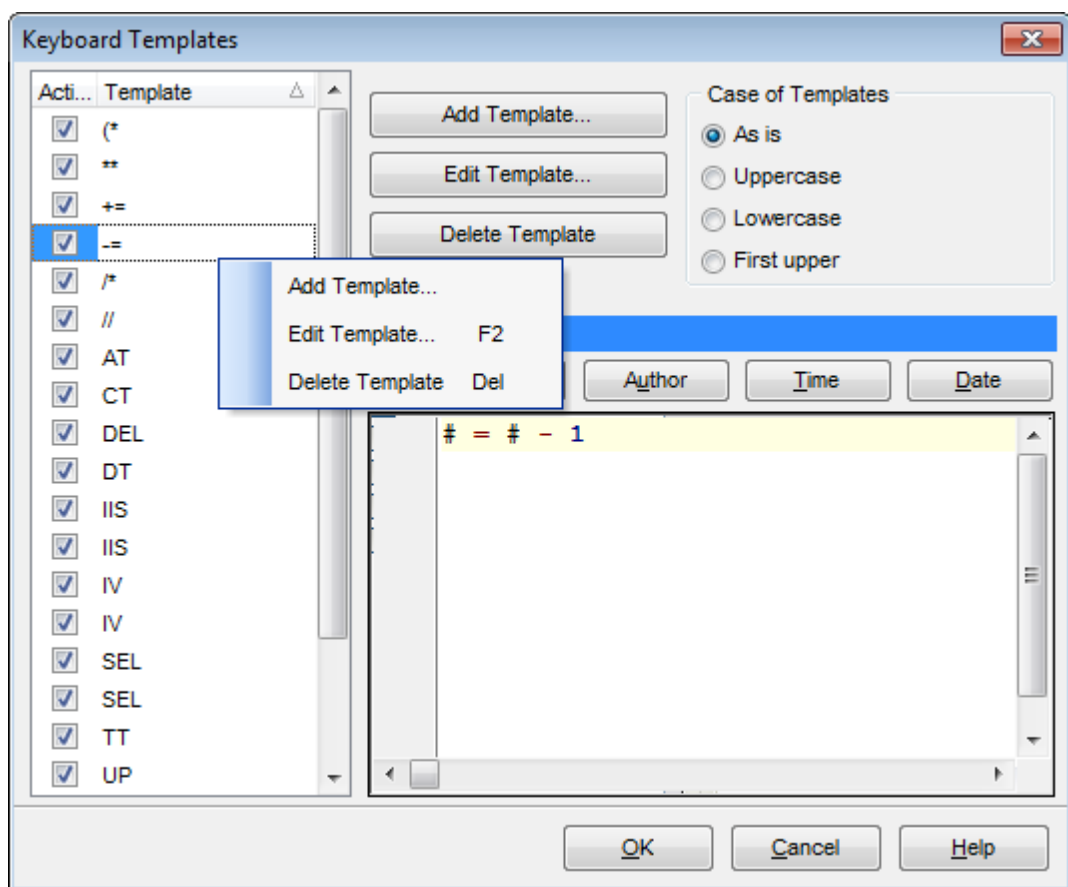 Keyboard Templates
Acti... Template
(*
**
+=
-=
/*
//
AT
CT
DEL
DT
IIS
IIS
IV
IV
SEL
SEL
TT
UP
Add Template...
Edit Template...
Delete Template
Case of Templates
As is
Uppercase
Lowercase
First upper
Add Template...
Edit Template... F2
Delete Template Del
Author Time Date
# = # - 1
OK Cancel Help